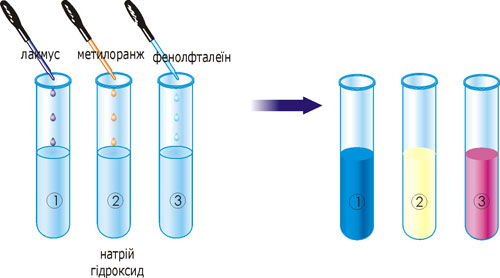 лакмус метилоранж фенолфталеїн
1 2 3
1 2 3
натрій
гідроксид